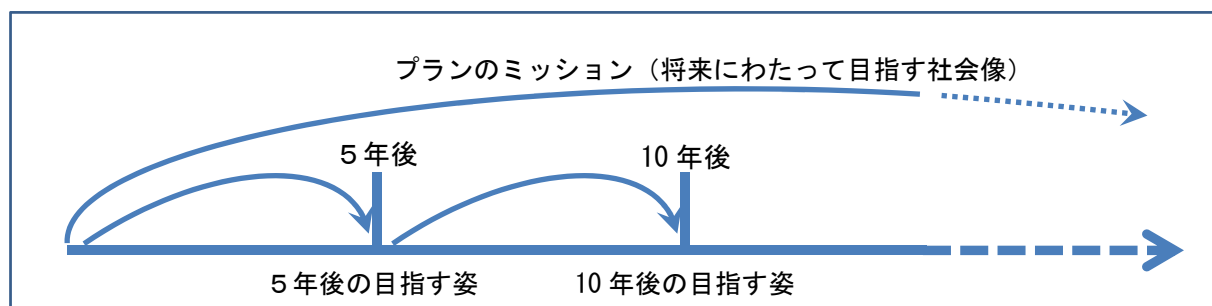 プランのミッション（将来にわたって目指す社会像）
５年後
10 年後
５年後の目指す姿
10 年後の目指す姿